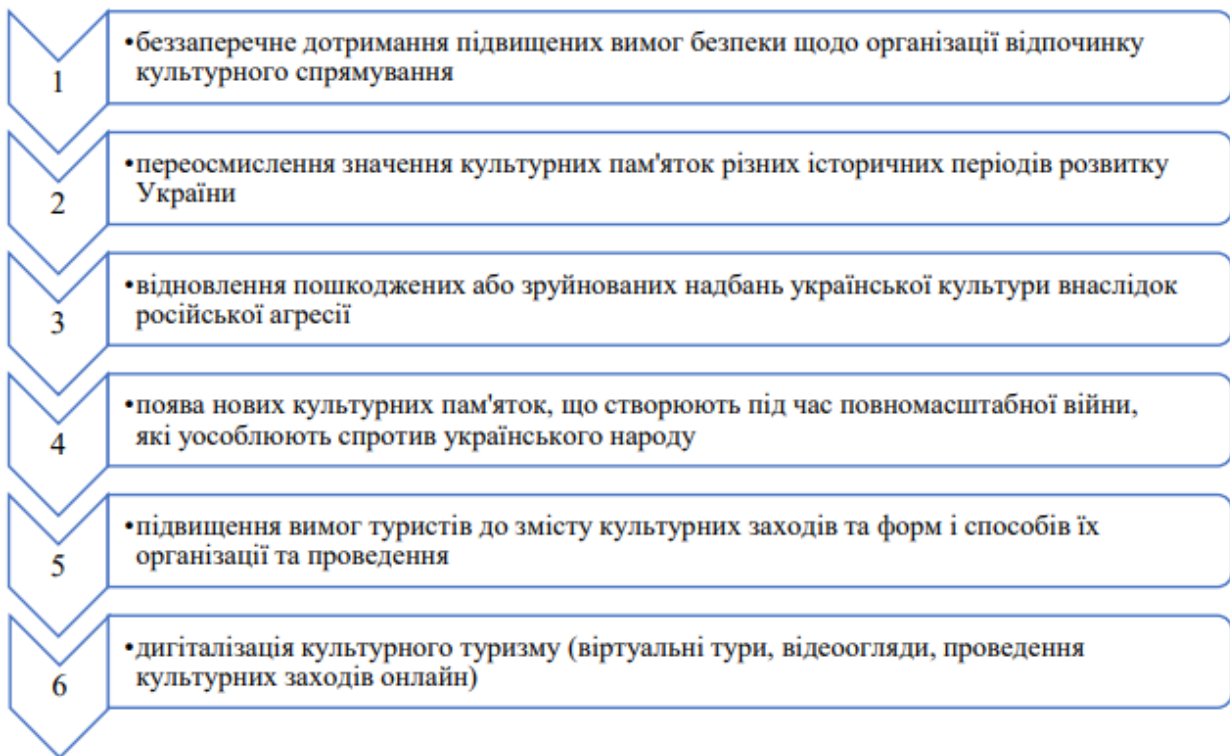 1
•беззаперечне дотримання підвищених вимог безпеки щодо організації відпочинку
культурного спрямування
2
•переосмислення значення культурних пам'яток різних історичних періодів розвитку
України
3
•відновлення пошкоджених або зруйнованих надбань української культури внаслідок
російської агресії
4
•поява нових культурних пам'яток, що створюють під час повномасштабної війни,
які уособлюють спротив українського народу
5
•підвищення вимог туристів до змісту культурних заходів та форм і способів їх
організації та проведення
6
•дигіталізація культурного туризму (віртуальні тури, відеоогляди, проведення
культурних заходів онлайн)